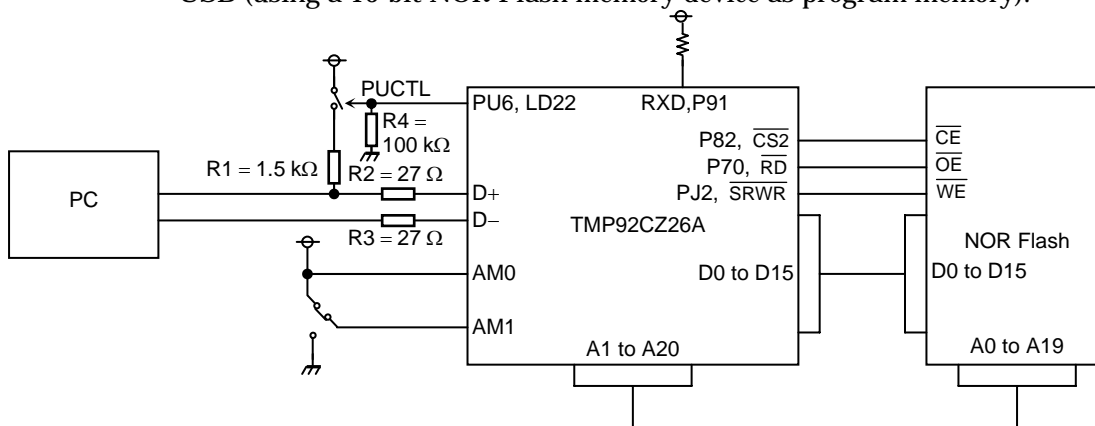 USB (using a 16-bit NOR Flash memory device as program memory).
PUCTL
PU6, LD22
RXD,P91
R4 =
100 kΩ
P82, CS2
CE
R1 = 1.5 kΩ
R2 = 27 Ω
P70, RD
OE
PC
D+
PJ2, SRWR
WE
D−
TMP92CZ26A
R3 = 27 Ω
NOR Flash
AM0
D0 to D15
D0 to D15
AM1
A1 to A20
A0 to A19